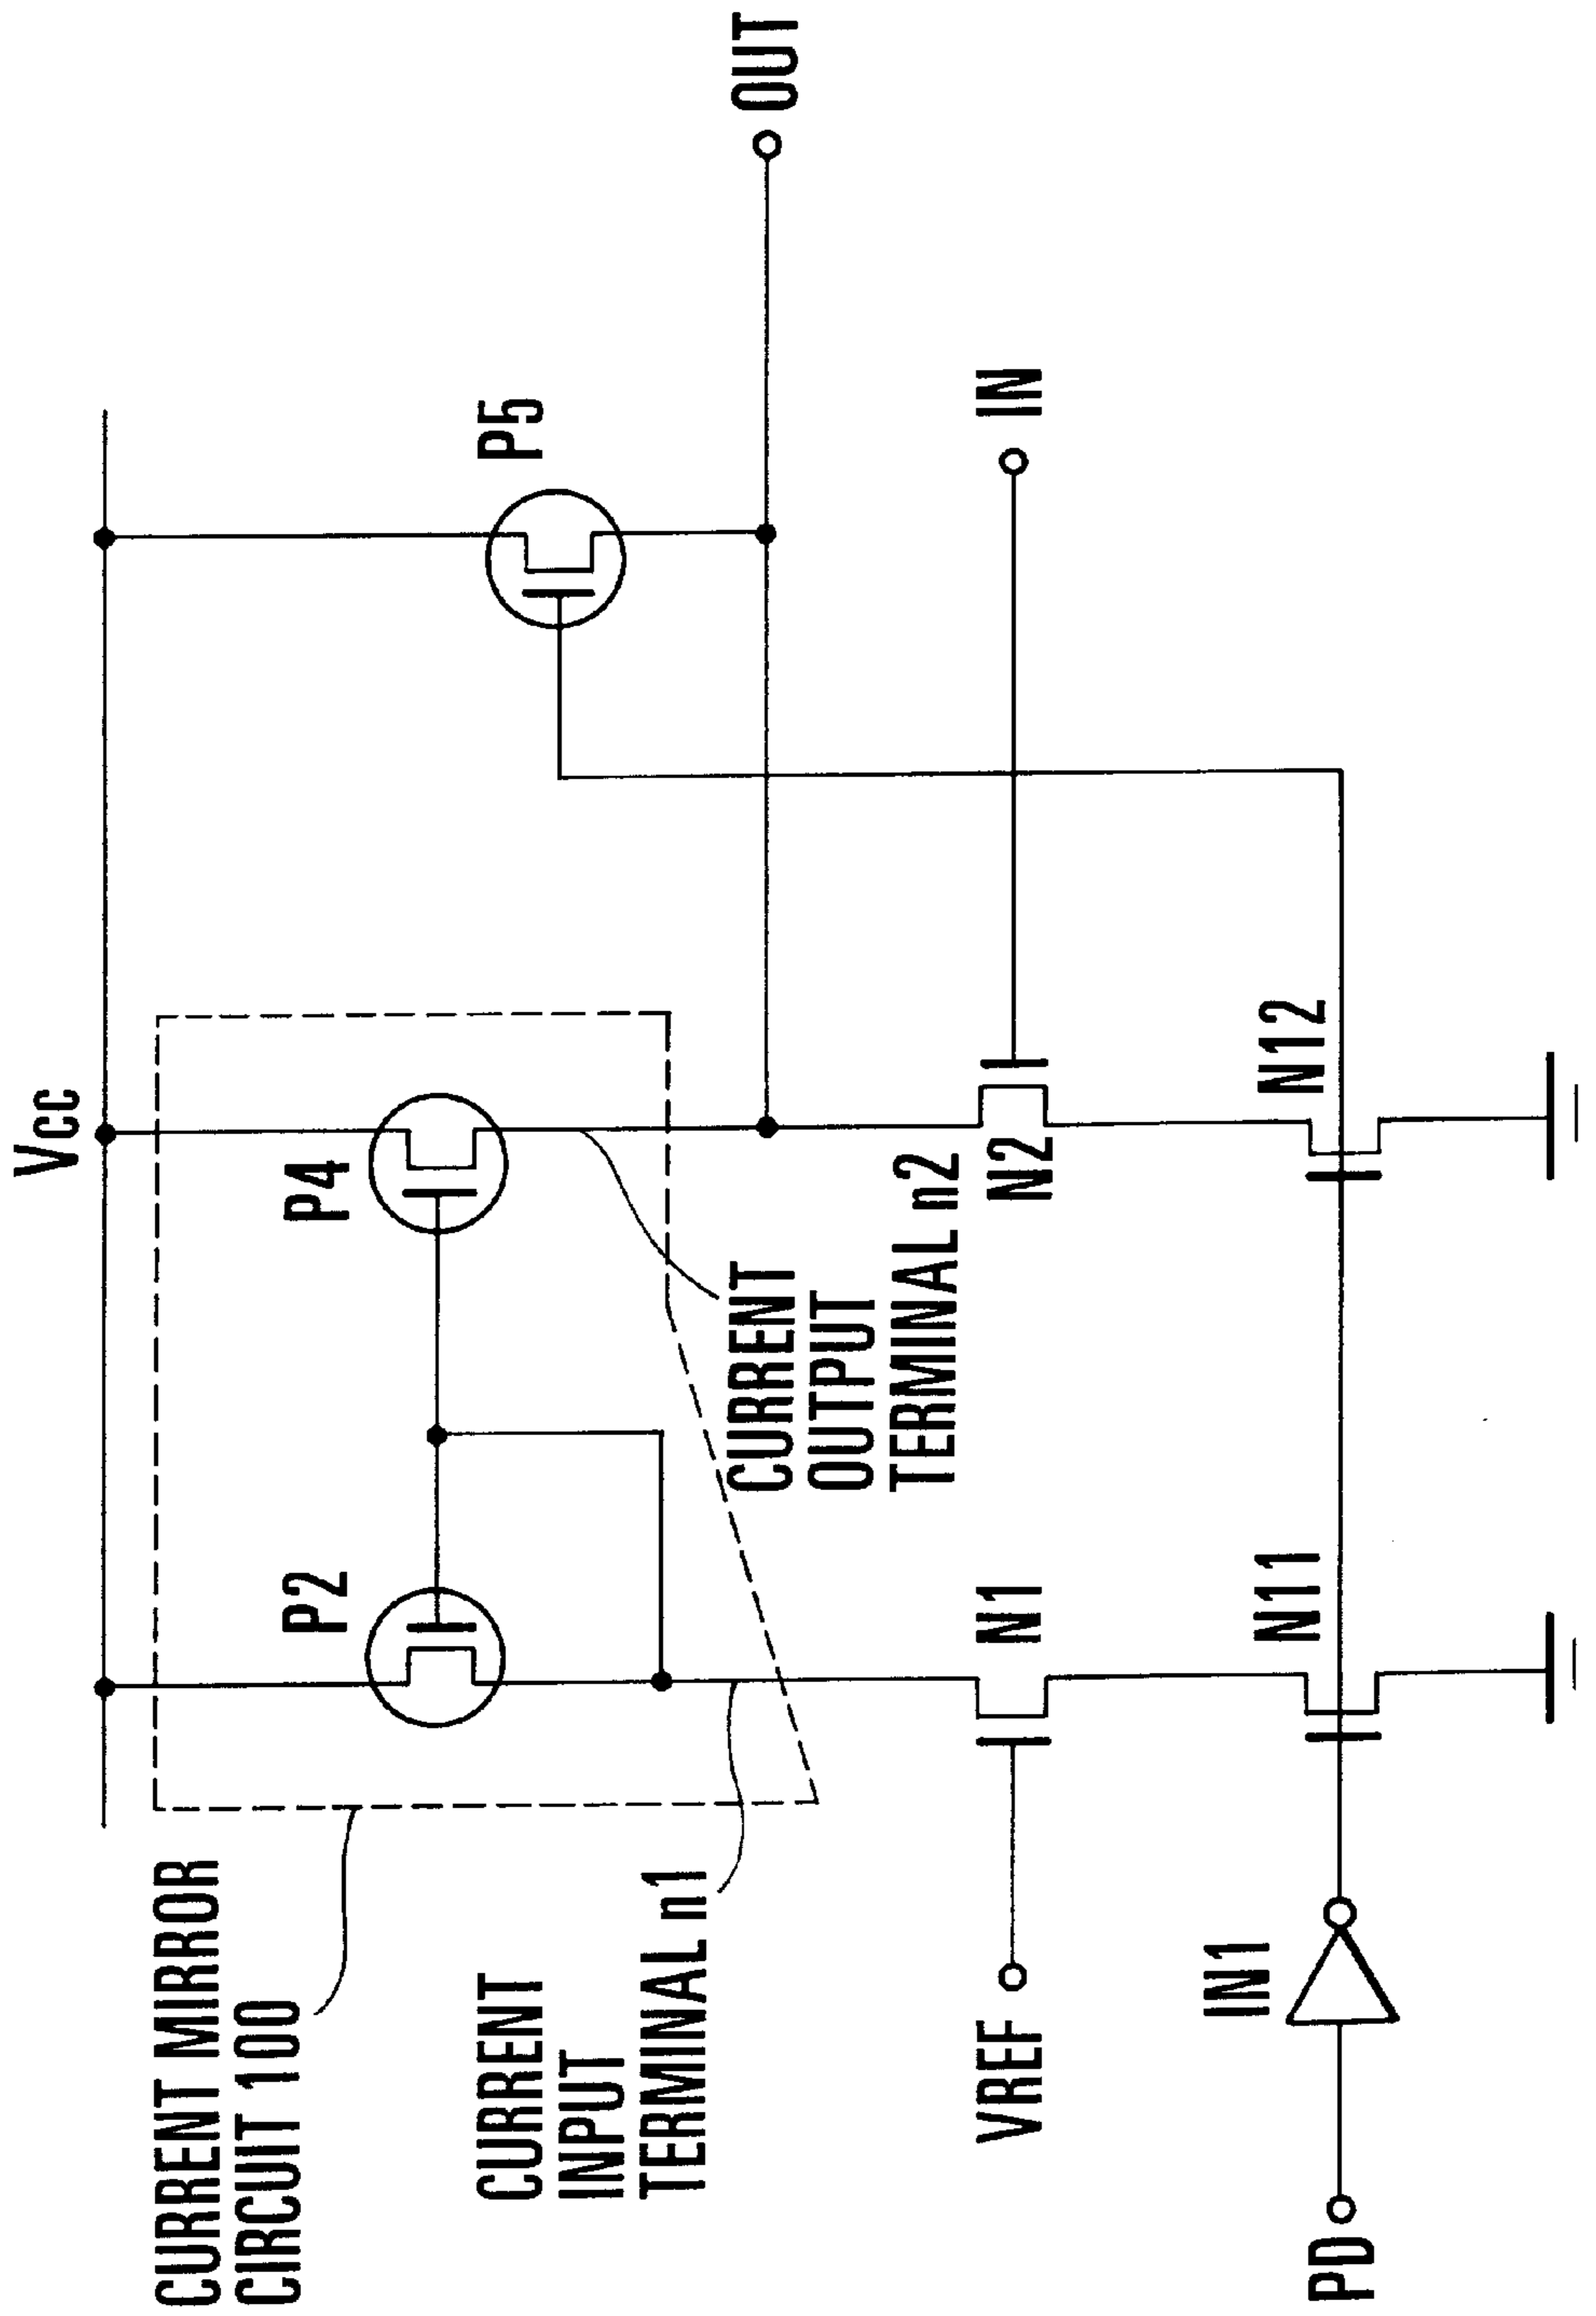 CURRENT MIRROR
CIRCUIT 100
VCC
P2
P4
P5
CURRENT
INPUT
TERMINAL n1
CURRENT
OUTPUT
TERMINAL n2
OUT
VREF
N1
N2
IN
PD
IN1
N11
N12